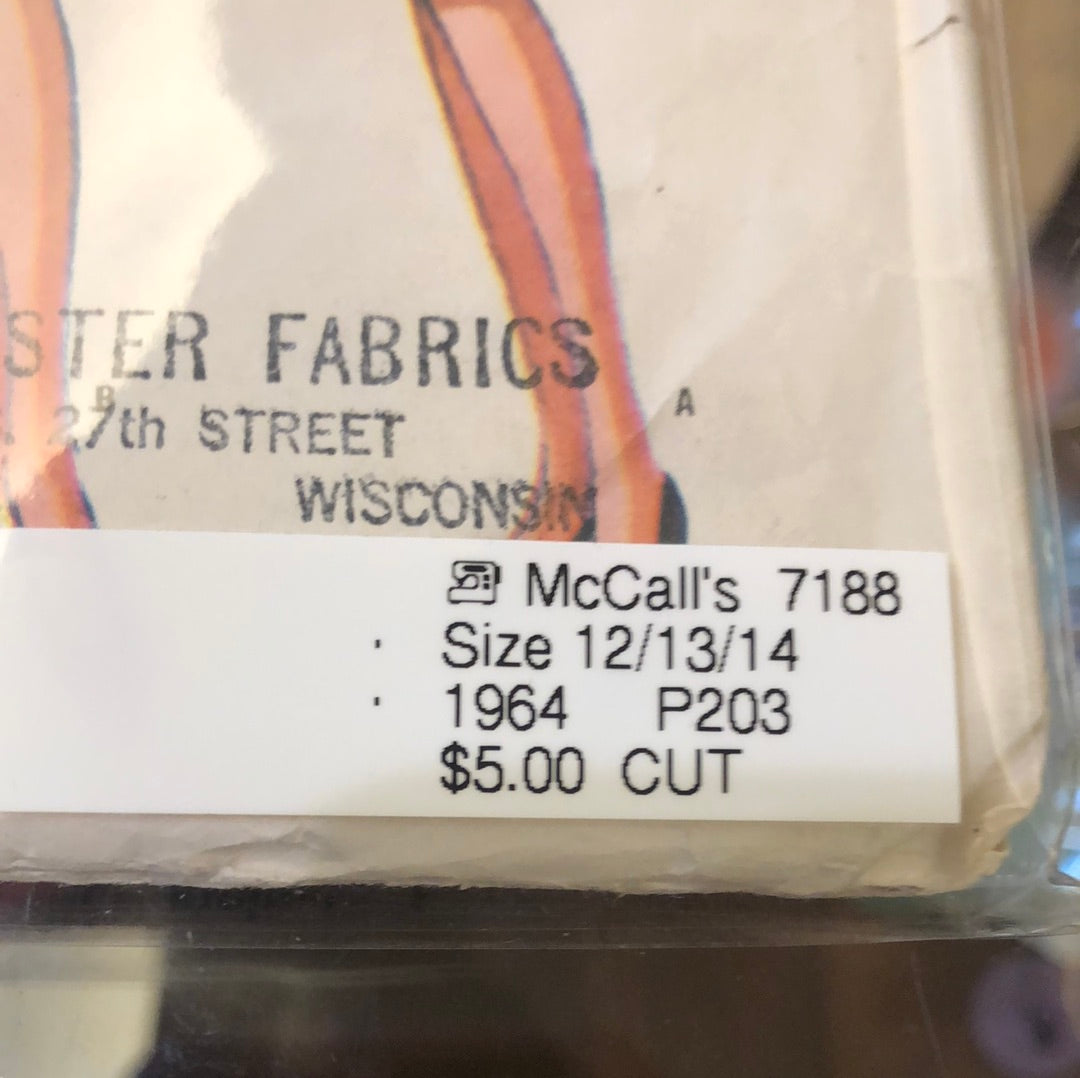 STER FABRICS
B
27th STREET
A
WISCONSIN
McCall's 7188
Size 12/13/14
1964 P203
$5.00 CUT